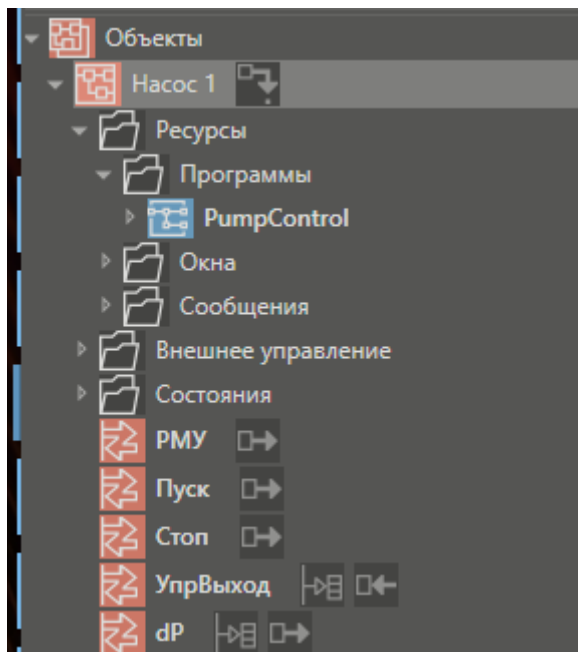 Объекты
Насос 1
Ресурсы
Программы
PumpControl
Окна
Сообщения
Внешнее управление
Состояния
РМУ
Пуск
Стоп
УпрВыход
dP